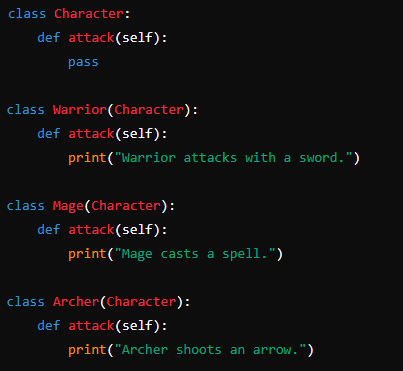 class Character:
    def attack(self):
        pass

class Warrior(Character):
    def attack(self):
        print("Warrior attacks with a sword.")

class Mage(Character):
    def attack(self):
        print("Mage casts a spell.")

class Archer(Character):
    def attack(self):
        print("Archer shoots an arrow.")